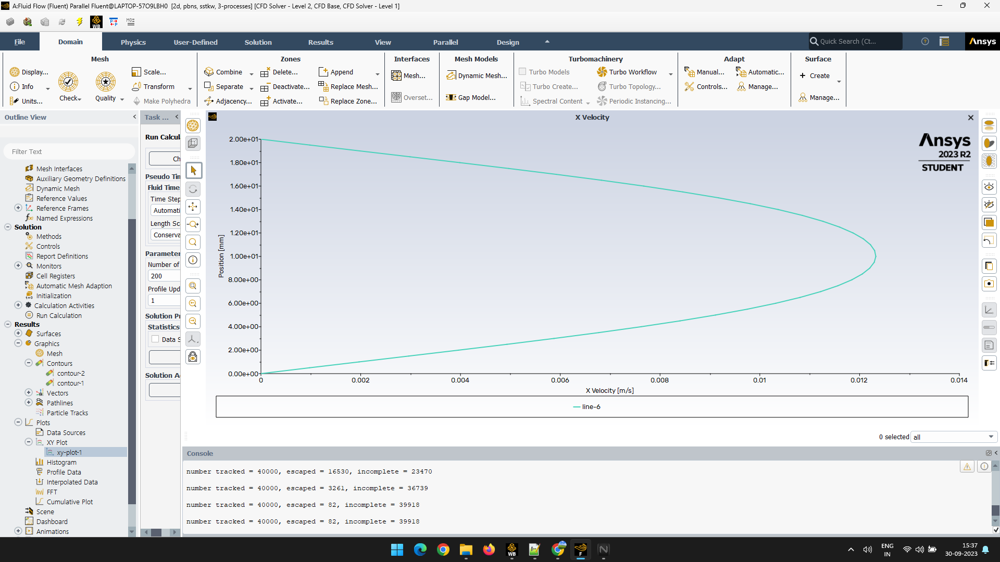 A:Fluid Flow (Fluent) Parallel Fluent@LAPTOP-57O9LBH0 [2d, pbns, sstkw, 3-processes] [CFD Solver - Level 2, CFD Base, CFD Solver - Level 1]
WB
File Domain Physics User-Defined Solution Results View Parallel Design
Quick Search (Ct...
Ansys
Mesh Zones Interfaces Mesh Models Turbomachinery Adapt Surface
Display... Scale... Combine Delete... Append Mesh... Dynamic Mesh... Turbo Models Turbo Workflow Manual... Automatic... Create
Info Transform Separate Deactivate... Replace Mesh... Turbo Create... Turbo Topology... Controls... Manage...
Check Quality
Units... Make Polyhedra Adjacency... Activate... Replace Zone... Overset... Gap Model... Spectral Content Periodic Instancing... Manage...
Outline View
Filter Text
Mesh Interfaces
Auxiliary Geometry Definitions
Dynamic Mesh
Reference Values
Reference Frames
Named Expressions
Solution
Methods
Controls
Report Definitions
Monitors
Cell Registers
Automatic Mesh Adaption
Initialization
Calculation Activities
Run Calculation
Results
Surfaces
Graphics
Mesh
Contours
contour-2
contour-1
Vectors
Pathlines
Particle Tracks
Plots
Data Sources
XY Plot
xy-plot-1
Histogram
Profile Data
Interpolated Data
FFT
Cumulative Plot
Scene
Dashboard
Animations
Task ...
Run Calcu
Ch
Pseudo Tin
Fluid Time
Time Step
Automati
Length Sc
Conserva
Parameter
Number of
200
Profile Upd
1
Solution Pr
Statistics
Data S
Solution A
X Velocity
Ansys
2023 R2
STUDENT
2.00e+01
1.80e+01
1.60e+01
1.40e+01
1.20e+01
1.00e+01
8.00e+00
6.00e+00
4.00e+00
2.00e+00
0.00e+00
Position [mm]
0 0.002 0.004 0.006 0.008 0.01 0.012 0.014
X Velocity [m/s]
line-6
0 selected all
Console
number tracked = 40000, escaped = 16530, incomplete = 23470
number tracked = 40000, escaped = 3261, incomplete = 36739
number tracked = 40000, escaped = 82, incomplete = 39918
number tracked = 40000, escaped = 82, incomplete = 39918
WB
F
N
ENG
IN
15:37
30-09-2023